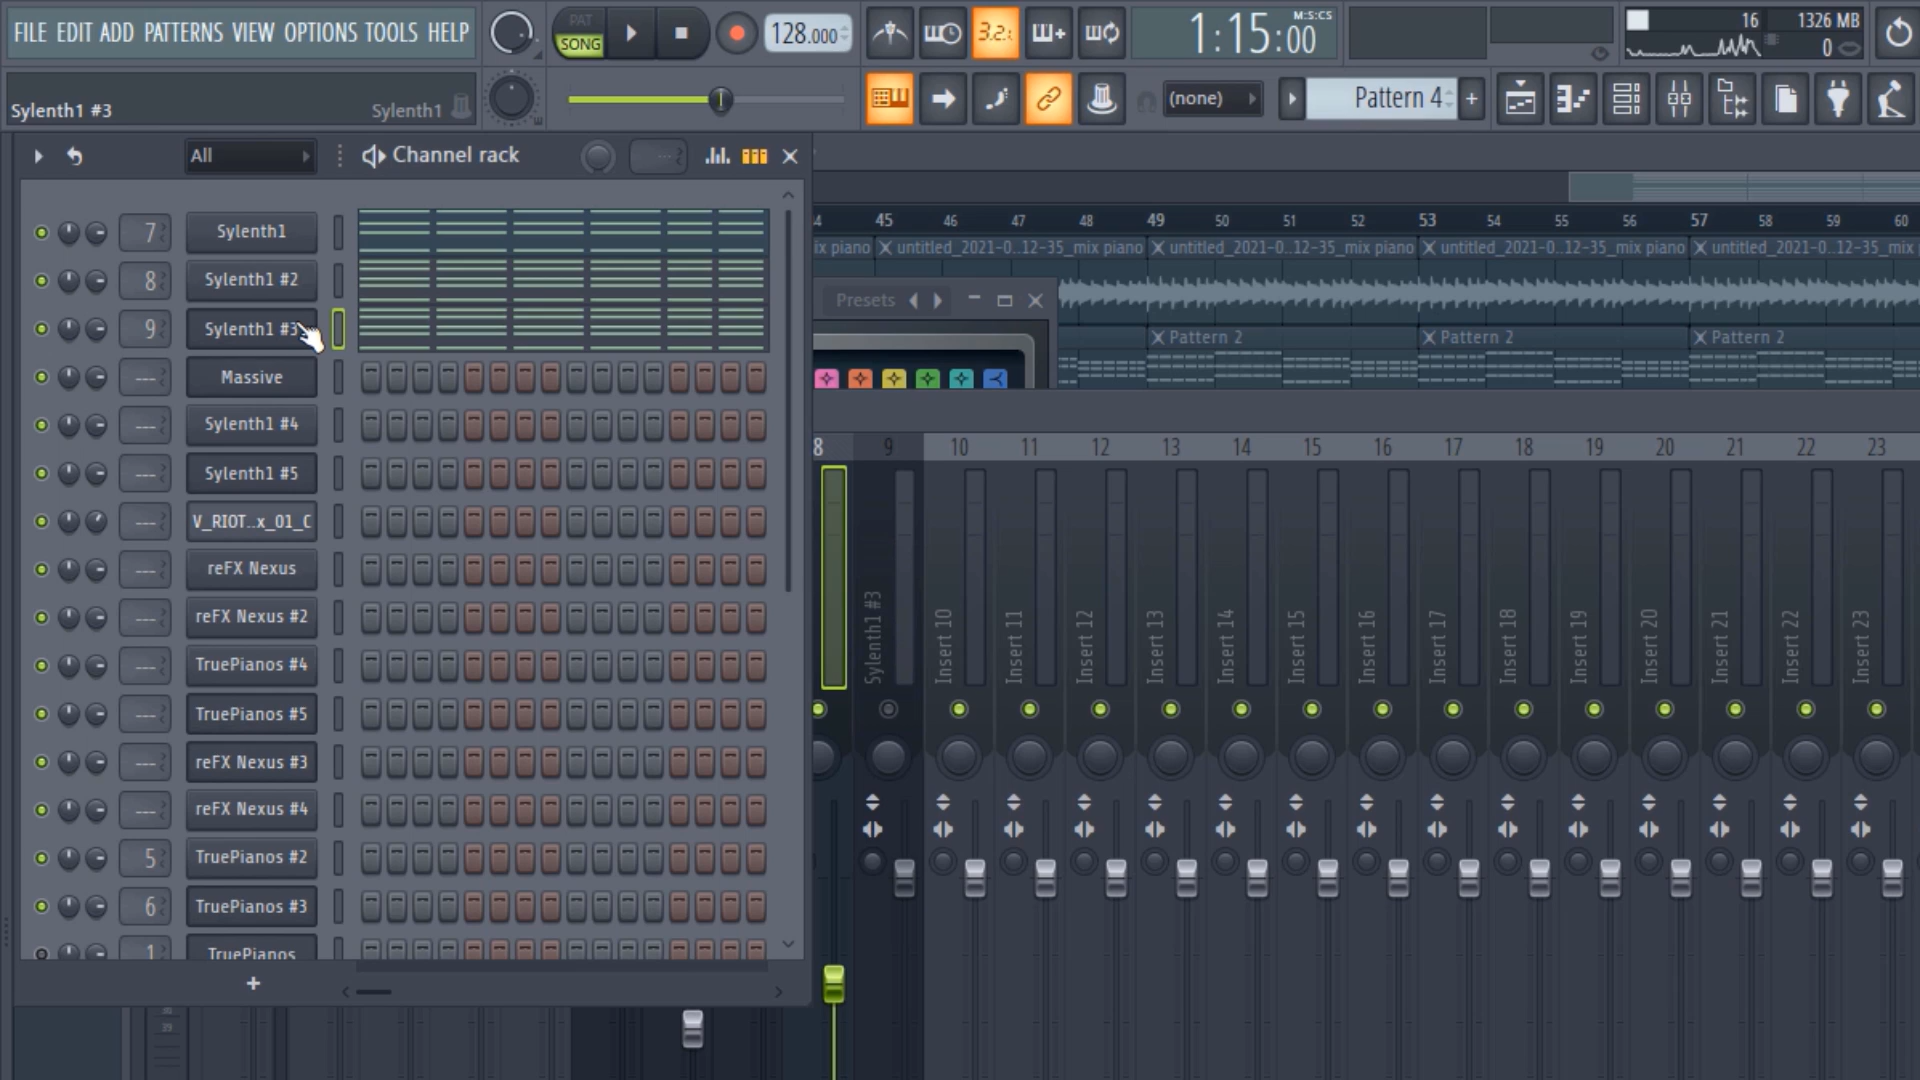 FILE EDIT ADD PATTERNS VIEW OPTIONS TOOLS HELP
PAT
SONG
128.000
3.2.
1:15:00
M:S:CS
16
1326 MB
0
Sylenth1 #3
Sylenth1
(none)
Pattern 4
+
All
Channel rack
7
Sylenth1
8
Sylenth1 #2
9
Sylenth1 #3
---
Massive
---
Sylenth1 #4
---
Sylenth1 #5
---
V_RIOT..x_01_C
---
reFX Nexus
---
reFX Nexus #2
---
TruePianos #4
---
TruePianos #5
---
reFX Nexus #3
---
reFX Nexus #4
5
TruePianos #2
6
TruePianos #3
1
TruePianos
+
45 46 47 48 49 50 51 52 53 54 55 56 57 58 59 60
ix piano
untitled_2021-0..12-35_mix piano
untitled_2021-0..12-35_mix piano
untitled_2021-0..12-35_mix piano
untitled_2021-0..12-35_mix
Presets
Pattern 2
Pattern 2
Pattern 2
8 9 10 11 12 13 14 15 16 17 18 19 20 21 22 23
Sylenth1 #3
Insert 10
Insert 11
Insert 12
Insert 13
Insert 14
Insert 15
Insert 16
Insert 17
Insert 18
Insert 19
Insert 20
Insert 21
Insert 22
Insert 23
39